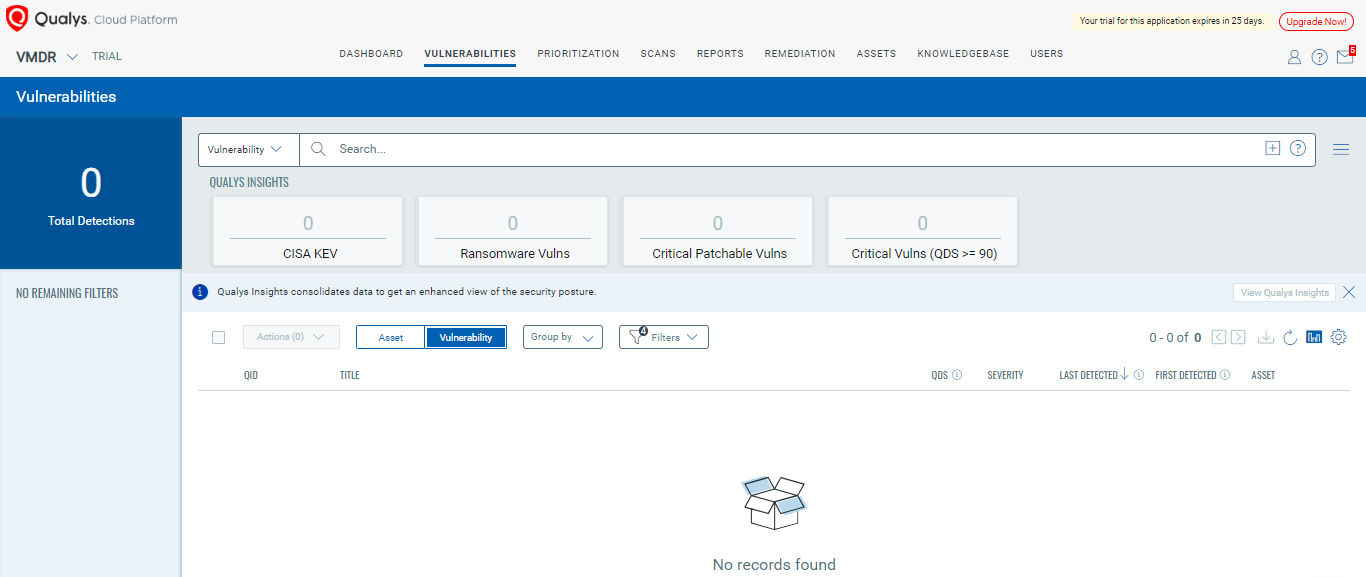 Qualys. Cloud Platform
Your trial for this application expires in 25 days.
Upgrade Now!
VMDR
TRIAL
DASHBOARD
VULNERABILITIES
PRIORITIZATION
SCANS
REPORTS
REMEDIATION
ASSETS
KNOWLEDGEBASE
USERS
?
5
Vulnerabilities
0
Total Detections
NO REMAINING FILTERS
Vulnerability
Search...
?
QUALYS INSIGHTS
0
CISA KEV
0
Ransomware Vulns
0
Critical Patchable Vulns
0
Critical Vulns (QDS >= 90)
i
Qualys Insights consolidates data to get an enhanced view of the security posture.
View Qualys Insights
Actions (0)
Asset
Vulnerability
Group by
4
Filters
0 - 0 of 0
QID
TITLE
QDS
SEVERITY
LAST DETECTED
FIRST DETECTED
ASSET
No records found